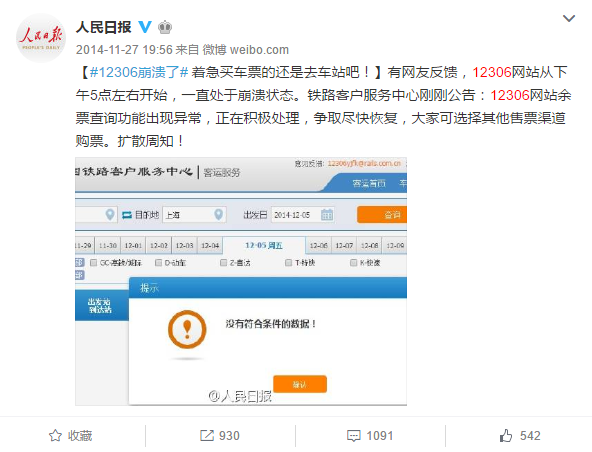 人民日报
2014-11-27 19:56 来自 微博 weibo.com
【#12306崩溃了# 着急买车票的还是去车站吧！】有网友反馈，12306网站从下
午5点左右开始，一直处于崩溃状态。铁路客户服务中心刚刚公告：12306网站余
票查询功能出现异常，正在积极处理，争取尽快恢复，大家可选择其他售票渠道
购票。扩散周知！
人民日报
PEOPLE'S DAILY
意见反馈：12306yjfk@rails.com.cn
国铁路客户服务中心 | 客运服务
客运首页 车
目的地 上海 出发日 2014-12-05 查询
11-29 11-30 12-01 12-02 12-03 12-04 12-05 周五 12-06 12-07 12-08 12-09
部 GC-高铁/城际 D-动车 Z-直达 T-特快 K-快速
部
出发站
到达站
提示
没有符合条件的数据！
确认
@人民日报
收藏 930 1091 542